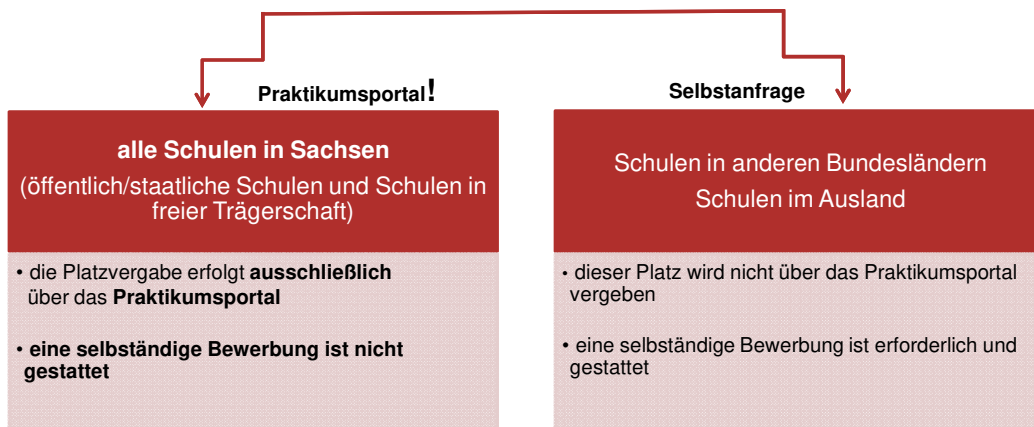 Praktikumsportal!
alle Schulen in Sachsen
(öffentlich/staatliche Schulen und Schulen in
freier Trägerschaft)
• die Platzvergabe erfolgt ausschließlich
über das Praktikumsportal
• eine selbständige Bewerbung ist nicht
gestattet
Selbstanfrage
Schulen in anderen Bundesländern
Schulen im Ausland
• dieser Platz wird nicht über das Praktikumsportal
vergeben
• eine selbständige Bewerbung ist erforderlich und
gestattet